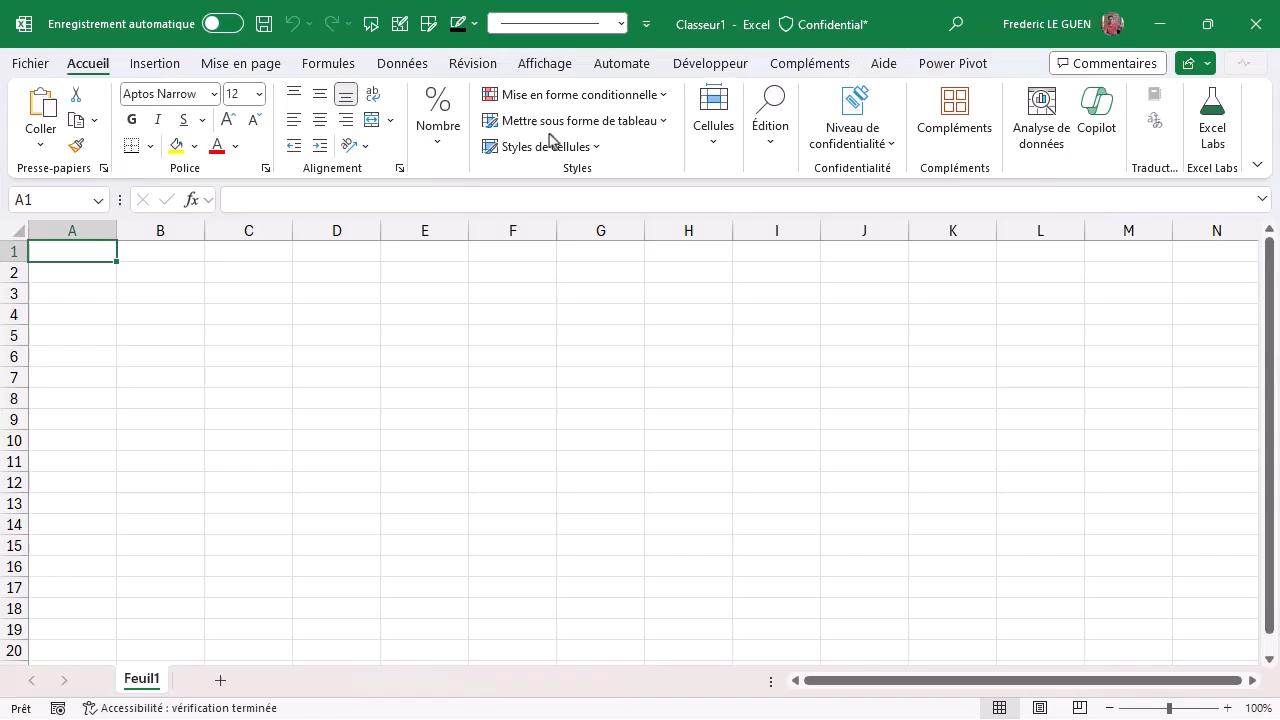 Enregistrement automatique
Classeur1 - Excel
Confidential*
Frederic LE GUEN
Fichier
Accueil
Insertion
Mise en page
Formules
Données
Révision
Affichage
Automate
Développeur
Compléments
Aide
Power Pivot
Commentaires
Coller
Presse-papiers
Aptos Narrow
12
G I S
Police
Alignement
%
Nombre
Mise en forme conditionnelle
Mettre sous forme de tableau
Styles de cellules
Styles
Cellules
Édition
Niveau de
confidentialité
Confidentialité
Compléments
Compléments
Analyse de
données
Copilot
Traduct...
Excel
Labs
Excel Labs
A1
fx
A B C D E F G H I J K L M N
1
2
3
4
5
6
7
8
9
10
11
12
13
14
15
16
17
18
19
20
Feuil1
Prêt
Accessibilité : vérification terminée
100%